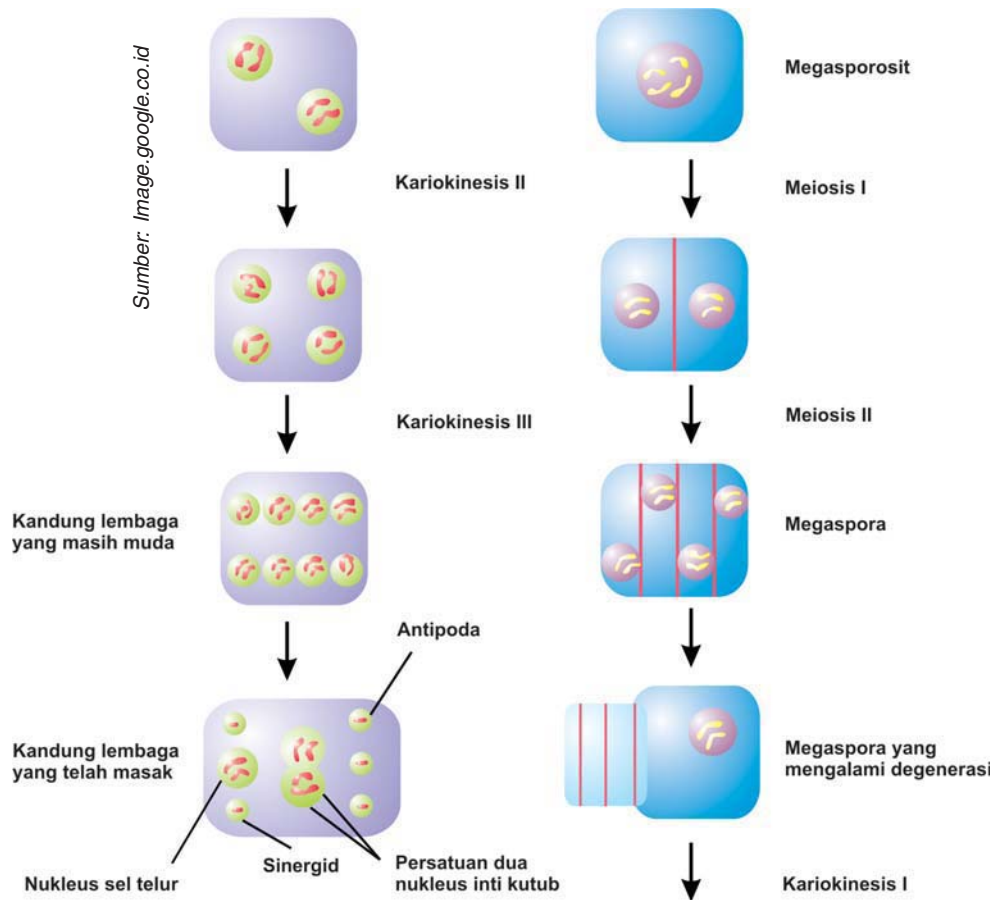 Sumber: Image.google.co.id
Megasporosit
Kariokinesis II
Meiosis I
Kariokinesis III
Meiosis II
Kandung lembaga
yang masih muda
Megaspora
Antipoda
Kandung lembaga
yang telah masak
Megaspora yang
mengalami degenerasi
Sinergid
Persatuan dua
nukleus inti kutub
Nukleus sel telur
Kariokinesis I